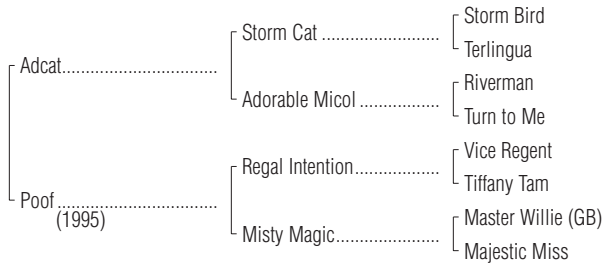 Storm Bird
Storm Cat ........................
Terlingua
Adcat................................
Riverman
Adorable Micol ................
Turn to Me
Vice Regent
Regal Intention.................
Tiffany Tam
Poof..................................
(1995)
Master Willie (GB)
Misty Magic.....................
Majestic Miss